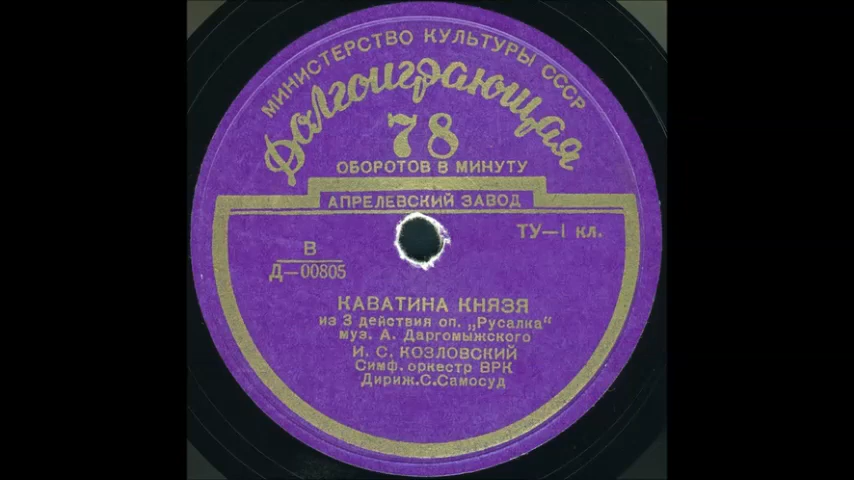 МИНИСТЕРСТВО КУЛЬТУРЫ СССР
Долгоиграющая
78
ОБОРОТОВ В МИНУТУ
АПРЕЛЕВСКИЙ ЗАВОД
ТУ—I кл.
В
Д—00805
КАВАТИНА КНЯЗЯ
из 3 действия оп. „Русалка“
муз. А. Даргомыжского
И. С. КОЗЛОВСКИЙ
Симф. оркестр ВРК
Дириж.С.Самосуд